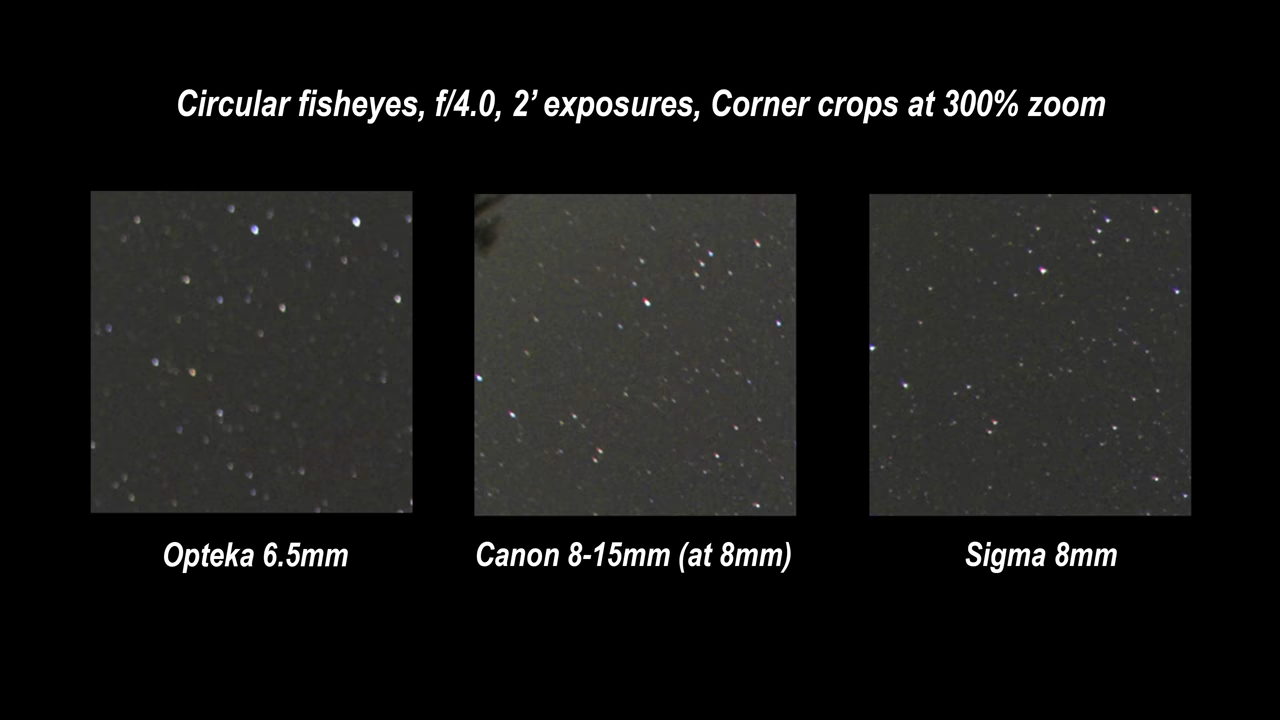 Circular fisheyes, f/4.0, 2’ exposures, Corner crops at 300% zoom
Opteka 6.5mm
Canon 8-15mm (at 8mm)
Sigma 8mm